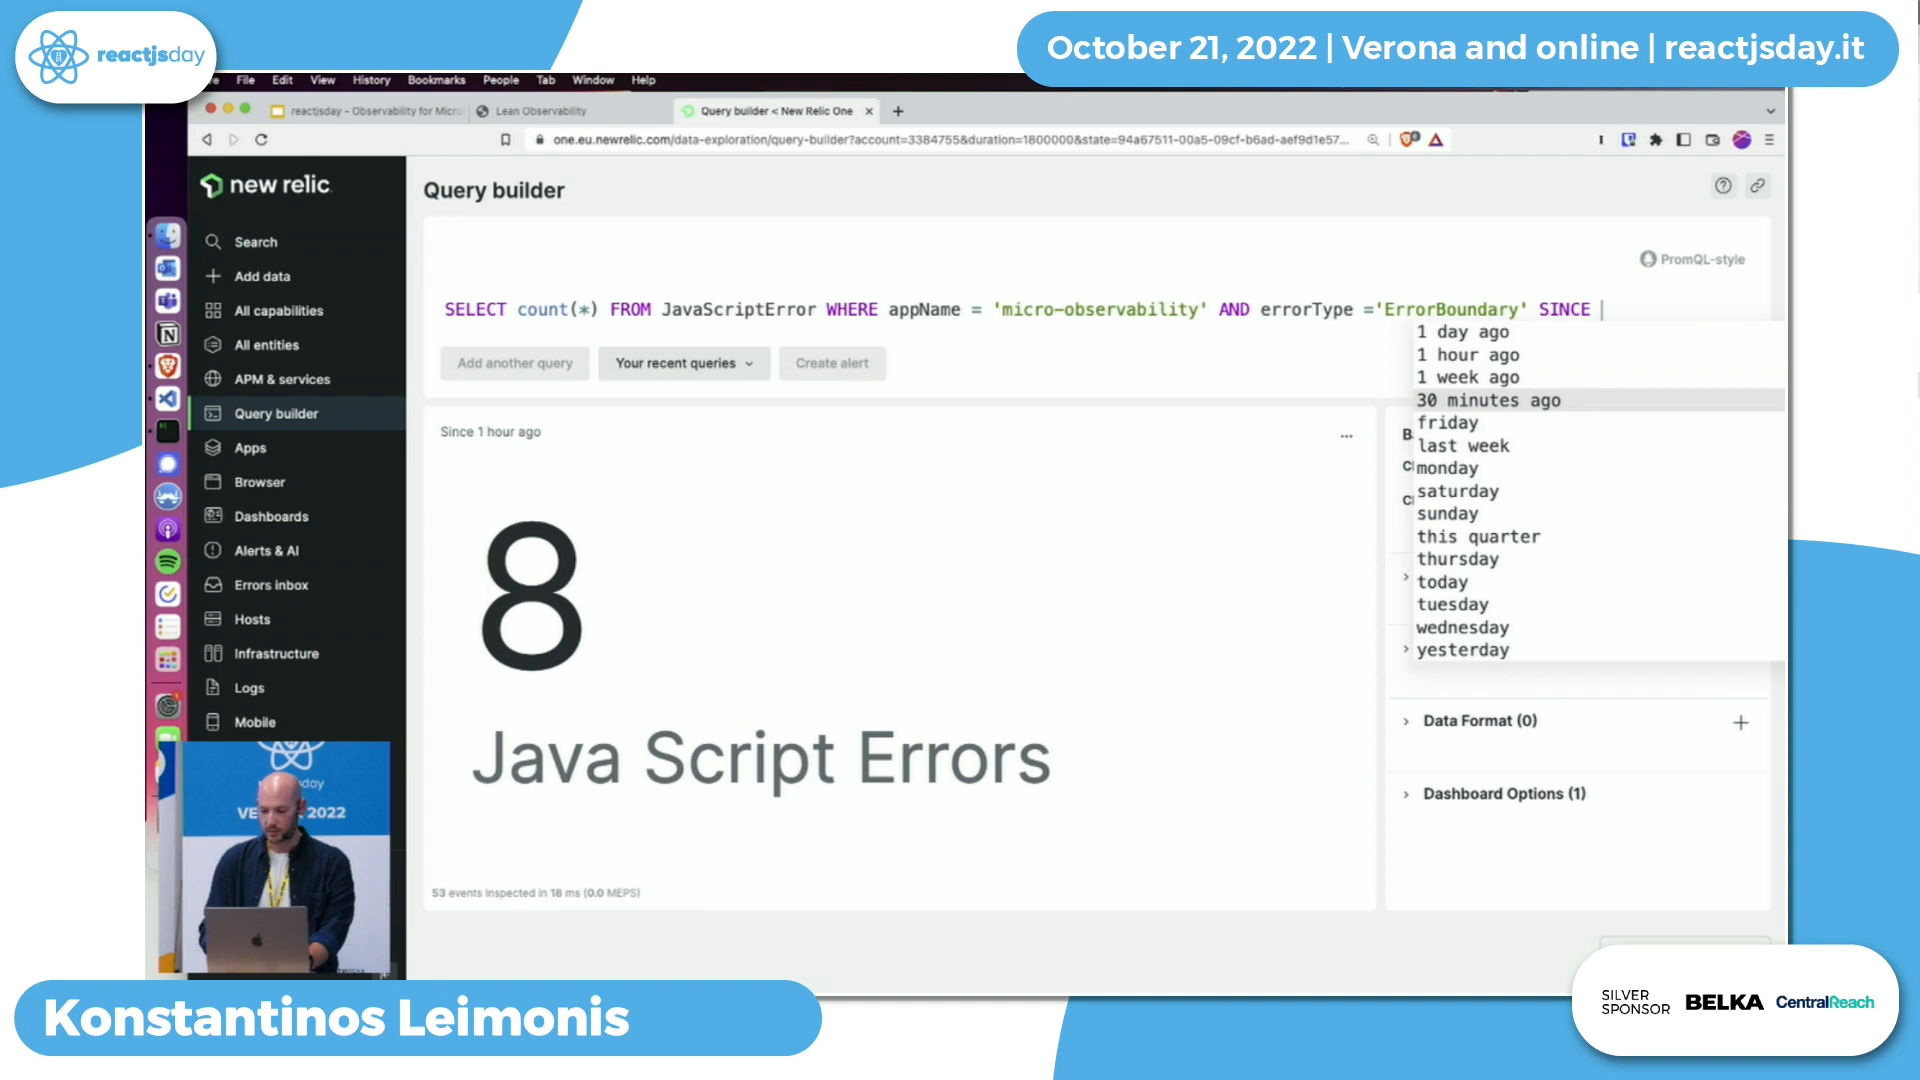 reactjsday
October 21, 2022 | Verona and online | reactjsday.it
File Edit View History Bookmarks People Tab Window Help
reactjsday - Observability for Micro
Lean Observability
Query builder < New Relic One
one.eu.newrelic.com/data-exploration/query-builder?account=3384755&duration=1800000&state=94a67511-00a5-09cf-b6ad-aef9d1e57...
new relic
Search
Add data
All capabilities
All entities
APM & services
Query builder
Apps
Browser
Dashboards
Alerts & AI
Errors inbox
Hosts
Infrastructure
Logs
Mobile
Query builder
PromQL-style
SELECT count(*) FROM JavaScriptError WHERE appName = 'micro-observability' AND errorType ='ErrorBoundary' SINCE
Add another query
Your recent queries
Create alert
1 day ago
1 hour ago
1 week ago
30 minutes ago
friday
last week
monday
saturday
sunday
this quarter
thursday
today
tuesday
wednesday
yesterday
Since 1 hour ago
...
8
Java Script Errors
53 events inspected in 18 ms (0.0 MEPS)
Data Format (0)
Dashboard Options (1)
day
2022
Konstantinos Leimonis
SILVER
SPONSOR
BELKA
CentralReach